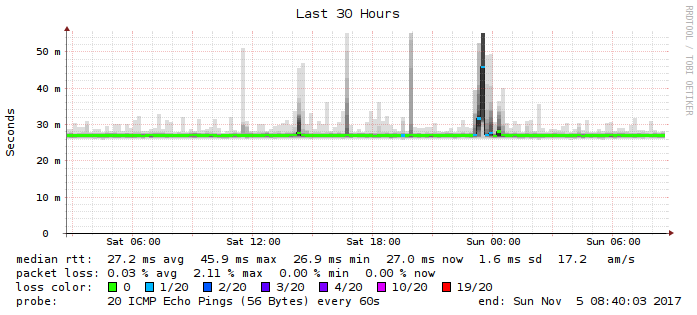 Last 30 Hours
RRDTOOL / TOBI OETIKER
Seconds
50 m
40 m
30 m
20 m
10 m
0
Sat 06:00 Sat 12:00 Sat 18:00 Sun 00:00 Sun 06:00
median rtt: 27.2 ms avg 45.9 ms max 26.9 ms min 27.0 ms now 1.6 ms sd 17.2 am/s
packet loss: 0.03 % avg 2.11 % max 0.00 % min 0.00 % now
loss color: 0 1/20 2/20 3/20 4/20 10/20 19/20
probe: 20 ICMP Echo Pings (56 Bytes) every 60s end: Sun Nov 5 08:40:03 2017